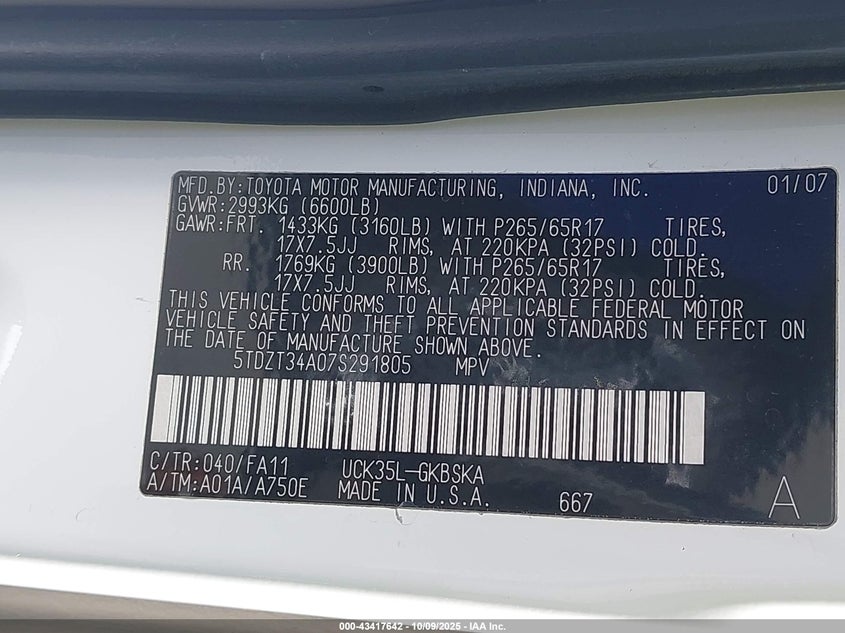 MFD.BY:TOYOTA MOTOR MANUFACTURING, INDIANA, INC. 01/07
GVWR:2993KG (6600LB)
GAWR:FRT. 1433KG (3160LB) WITH P265/65R17 TIRES,
17X7.5JJ RIMS, AT 220KPA (32PSI) COLD.
RR. 1769KG (3900LB) WITH P265/65R17 TIRES,
17X7.5JJ RIMS, AT 220KPA (32PSI) COLD.
THIS VEHICLE CONFORMS TO ALL APPLICABLE FEDERAL MOTOR
VEHICLE SAFETY AND THEFT PREVENTION STANDARDS IN EFFECT ON
THE DATE OF MANUFACTURE SHOWN ABOVE.
5TDZT34A07S291805 MPV
C/TR:040/FA11 UCK35L-GKBSKA
A/TM:A01A/A750E MADE IN U.S.A. 667 A
000-43417642 - 10/09/2025 - IAA Inc.